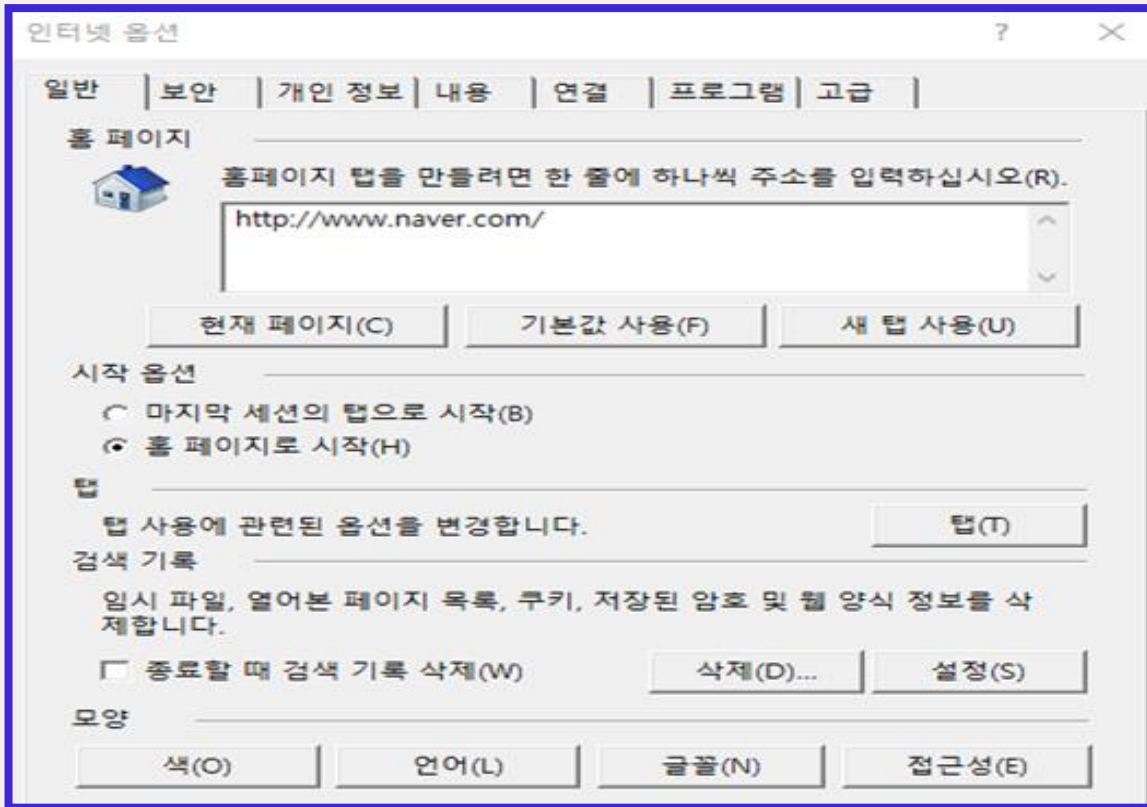 인터넷 옵션 ?
일반 보안 개인 정보 내용 연결 프로그램 고급
홈 페이지
홈페이지 탭을 만들려면 한 줄에 하나씩 주소를 입력하십시오(R).
http://www.naver.com/
현재 페이지(C) 기본값 사용(F) 새 탭 사용(U)
시작 옵션
마지막 세션의 탭으로 시작(B)
홈 페이지로 시작(H)
탭
탭 사용에 관련된 옵션을 변경합니다. 탭(T)
검색 기록
임시 파일, 열어본 페이지 목록, 쿠키, 저장된 암호 및 웹 양식 정보를 삭
제합니다.
종료할 때 검색 기록 삭제(W) 삭제(D)... 설정(S)
모양
색(O) 언어(L) 글꼴(N) 접근성(E)